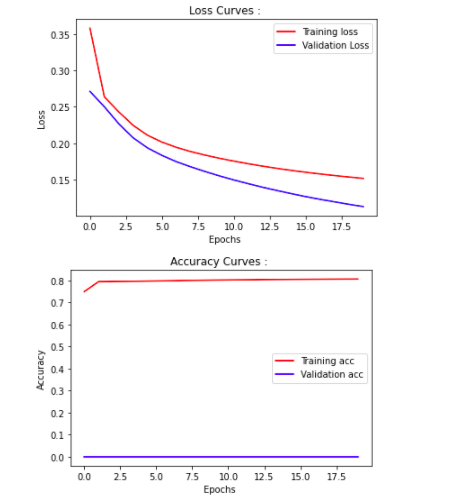 Loss Curves :
Training loss
Validation Loss
0.35
0.30
0.25
0.20
0.15
Loss
0.0 2.5 5.0 7.5 10.0 12.5 15.0 17.5
Epochs
Accuracy Curves :
0.8
0.7
0.6
0.5
0.4
0.3
0.2
0.1
0.0
Accuracy
Training acc
Validation acc
0.0 2.5 5.0 7.5 10.0 12.5 15.0 17.5
Epochs